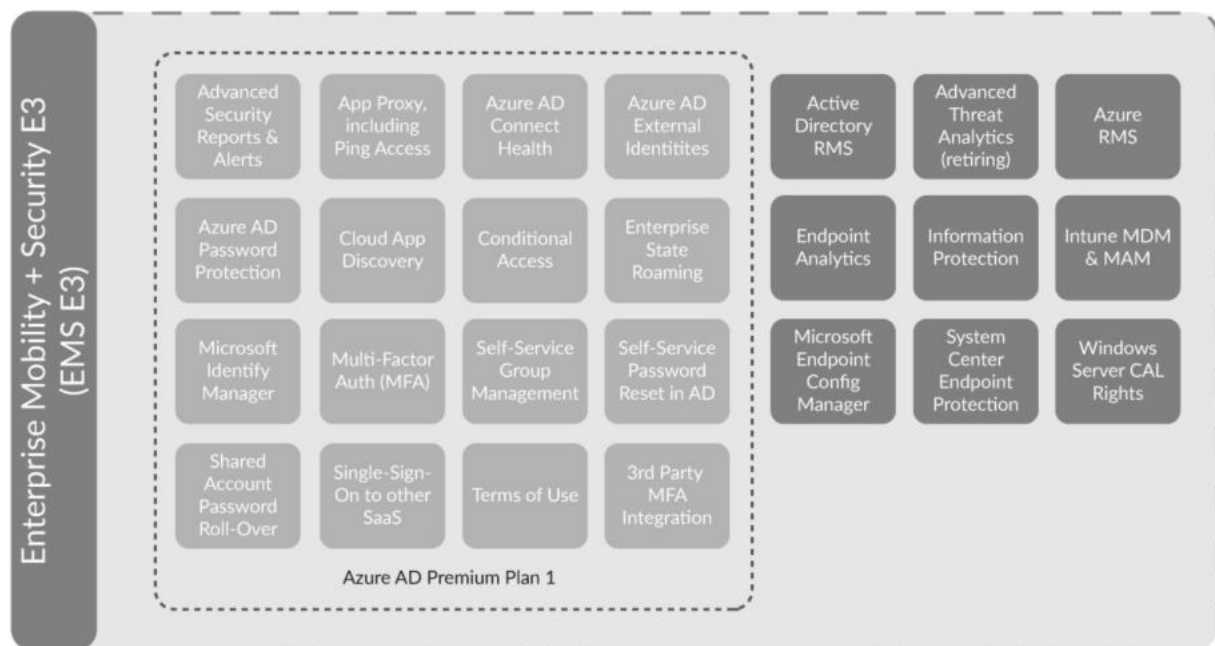 Enterprise Mobility + Security E3
(EMS E3)
Advanced
Security
Reports &
Alerts
App Proxy,
including
Ping Access
Azure AD
Connect
Health
Azure AD
External
Identitites
Azure AD
Password
Protection
Cloud App
Discovery
Conditional
Access
Enterprise
State
Roaming
Microsoft
Identify
Manager
Multi-Factor
Auth (MFA)
Self-Service
Group
Management
Self-Service
Password
Reset in AD
Shared
Account
Password
Roll-Over
Single-Sign-
On to other
SaaS
Terms of Use
3rd Party
MFA
Integration
Azure AD Premium Plan 1
Active
Directory
RMS
Advanced
Threat
Analytics
(retiring)
Azure
RMS
Endpoint
Analytics
Information
Protection
Intune MDM
& MAM
Microsoft
Endpoint
Config
Manager
System
Center
Endpoint
Protection
Windows
Server CAL
Rights